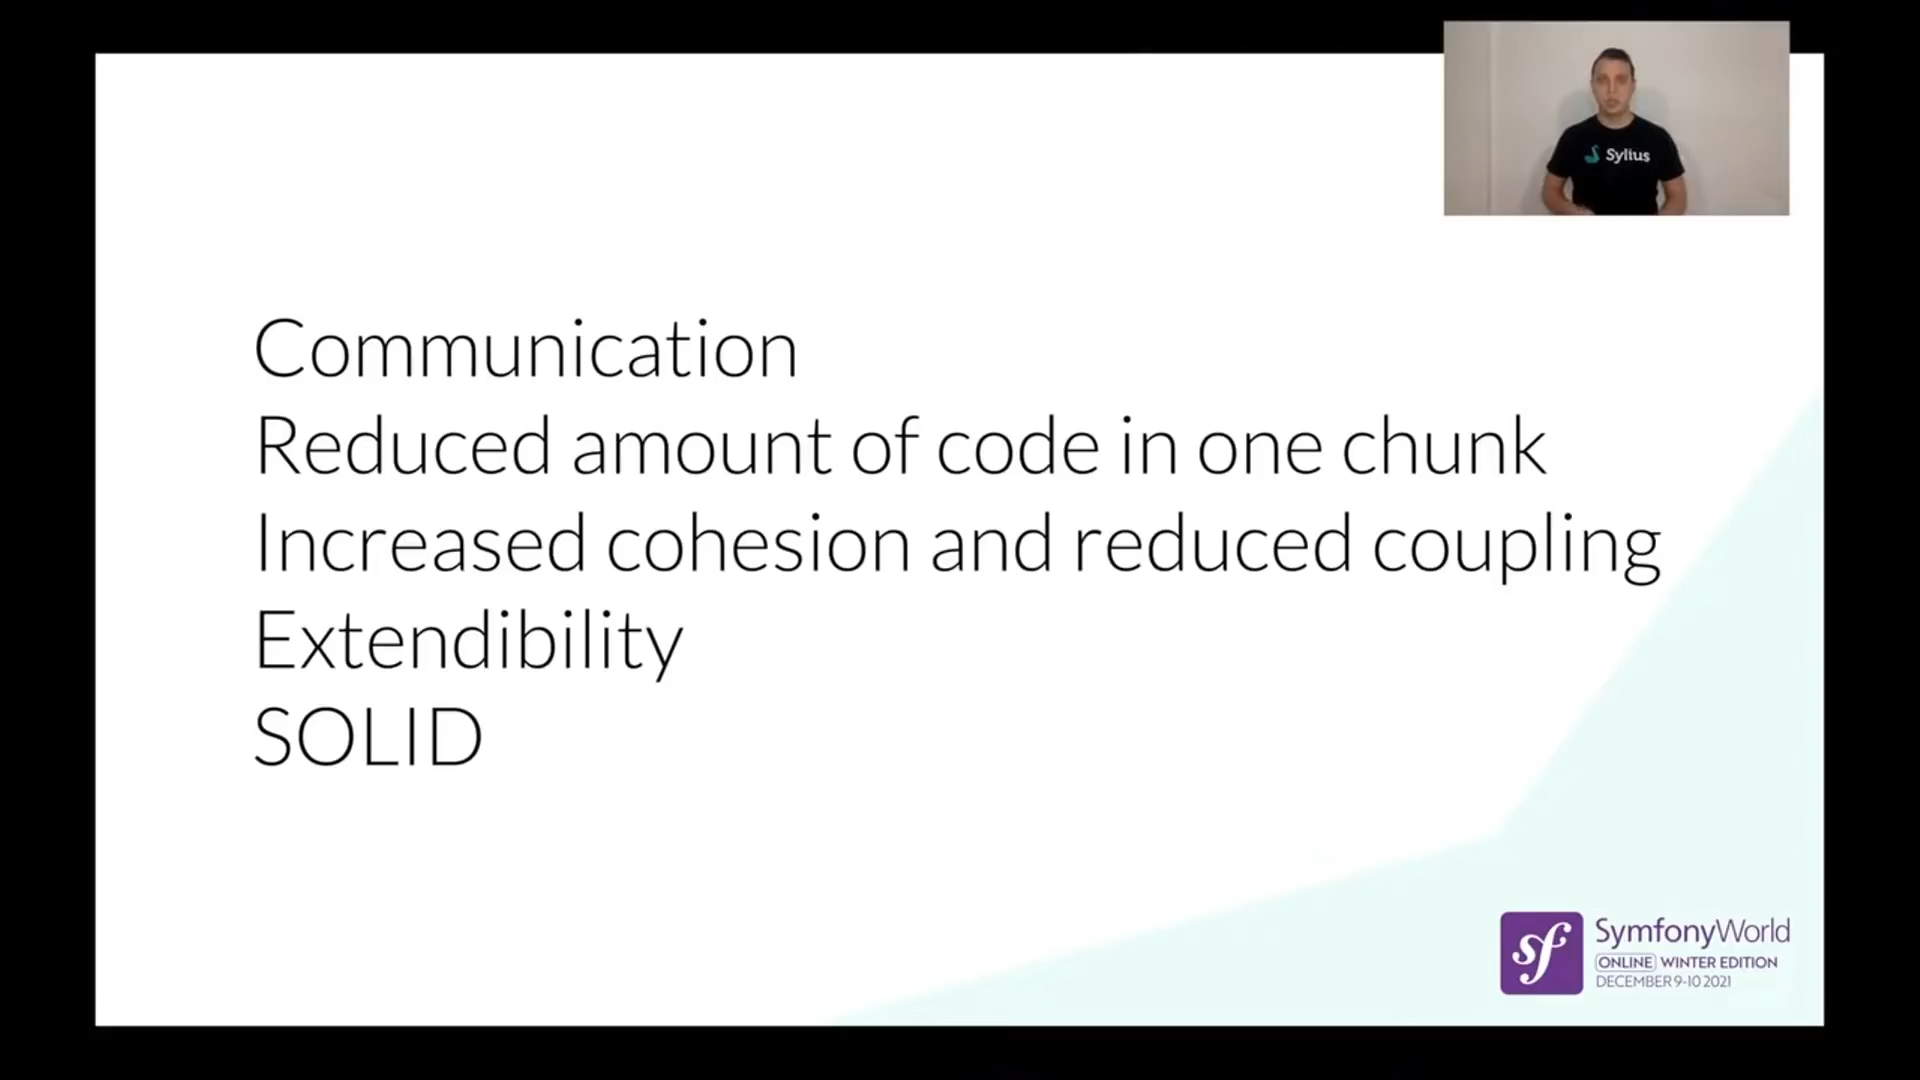 Sylius
Communication
Reduced amount of code in one chunk
Increased cohesion and reduced coupling
Extendibility
SOLID
sf
SymfonyWorld
ONLINE WINTER EDITION
DECEMBER 9-10 2021